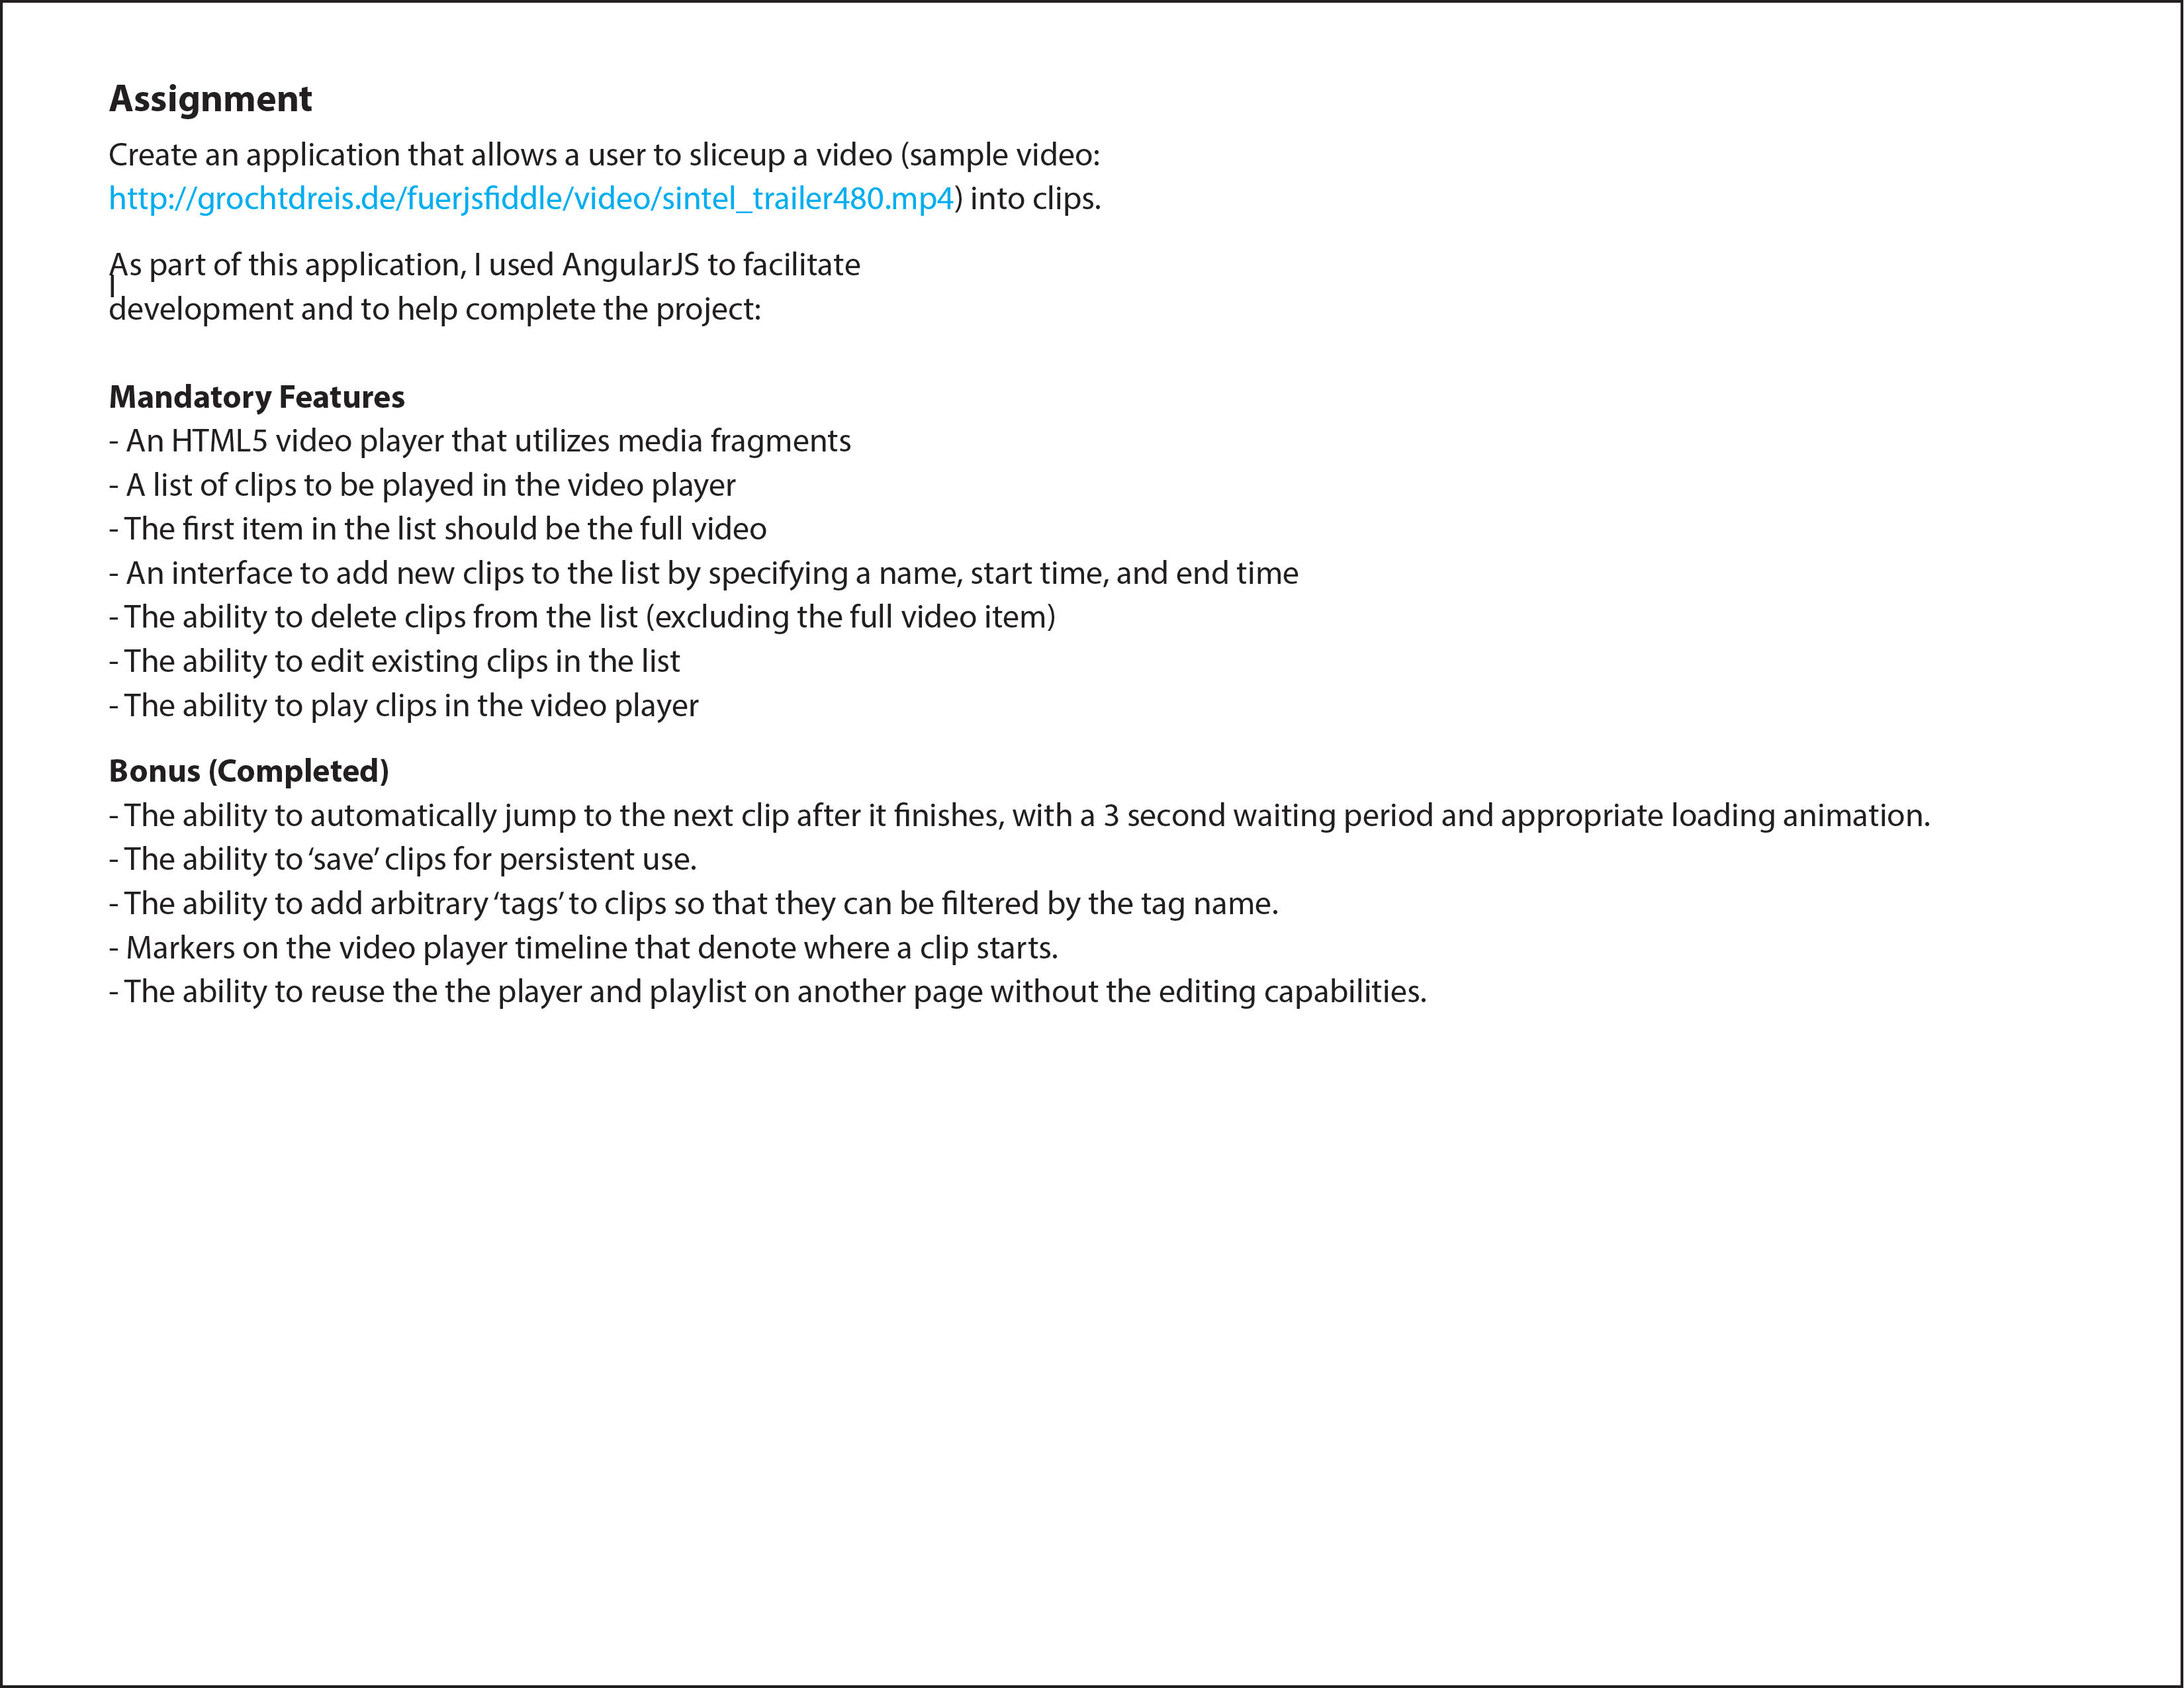 Assignment
Create an application that allows a user to sliceup a video (sample video:
http://grochtdreis.de/fuerjsfiddle/video/sintel_trailer480.mp4) into clips.
As part of this application, I used AngularJS to facilitate
development and to help complete the project:
Mandatory Features
- An HTML5 video player that utilizes media fragments
- A list of clips to be played in the video player
- The first item in the list should be the full video
- An interface to add new clips to the list by specifying a name, start time, and end time
- The ability to delete clips from the list (excluding the full video item)
- The ability to edit existing clips in the list
- The ability to play clips in the video player
Bonus (Completed)
- The ability to automatically jump to the next clip after it finishes, with a 3 second waiting period and appropriate loading animation.
- The ability to ‘save’ clips for persistent use.
- The ability to add arbitrary ‘tags’ to clips so that they can be filtered by the tag name.
- Markers on the video player timeline that denote where a clip starts.
- The ability to reuse the the player and playlist on another page without the editing capabilities.